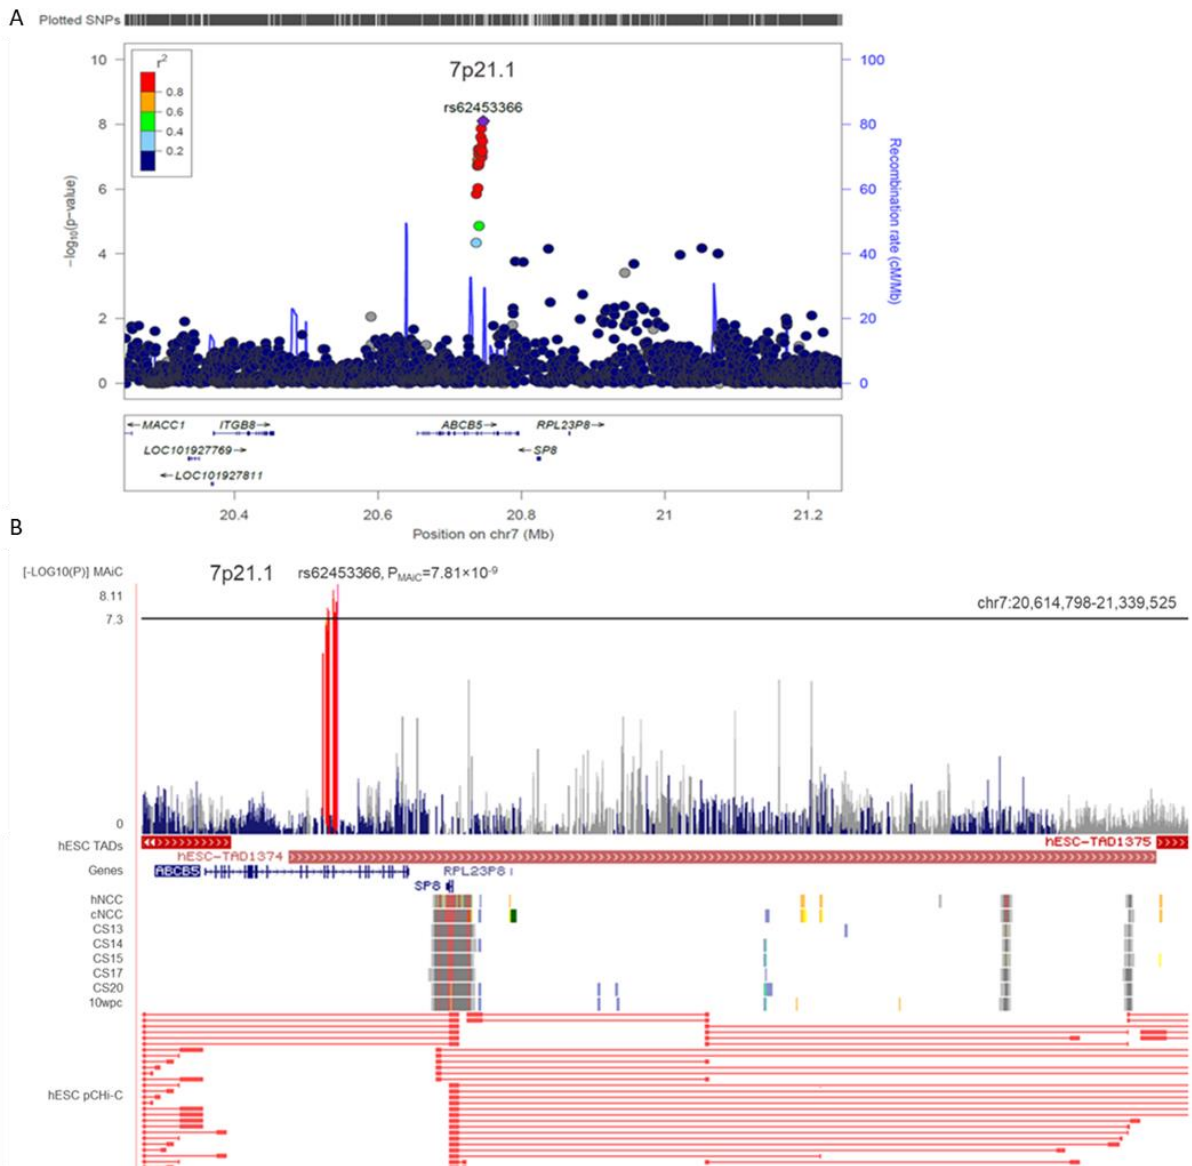 A
Plotted SNPs
10
8
6
4
2
0
−log10(p−value)
r2
0.8
0.6
0.4
0.2
7p21.1
rs62453366
100
80
60
40
20
0
Recombination rate (cM/Mb)
←MACC1
ITGB8→
ABCB5→
RPL23P8→
LOC101927769→
←SP8
←LOC101927811
20.4
20.6
20.8
21
21.2
Position on chr7 (Mb)
B
[-LOG10(P)] MAiC
7p21.1
rs62453366, PMAiC=7.81×10-9
8.11
7.3
chr7:20,614,798-21,339,525
0
hESC TADs
hESC-TAD1375
hESC-TAD1374
Genes
ABCB5
RPL23P8
SP8
hNCC
cNCC
CS13
CS14
CS15
CS17
CS20
10wpc
hESC pCHi-C